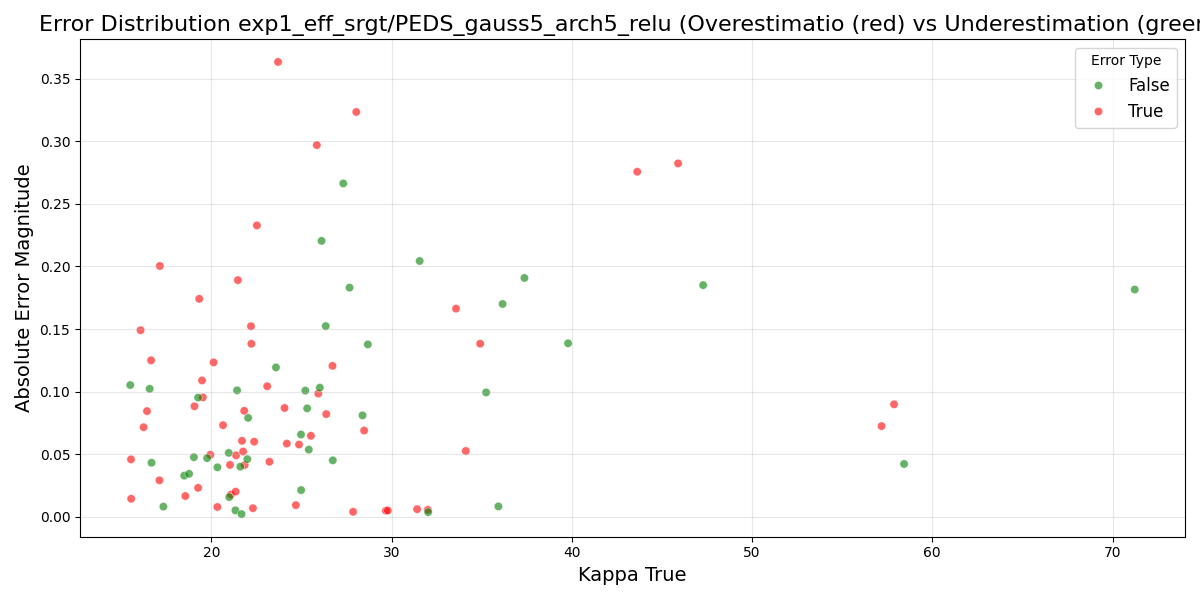 Error Distribution exp1_eff_srgt/PEDS_gauss5_arch5_relu (Overestimatio (red) vs Underestimation (green
Error Type
False
True
Absolute Error Magnitude
0.35
0.30
0.25
0.20
0.15
0.10
0.05
0.00
20 30 40 50 60 70
Kappa True